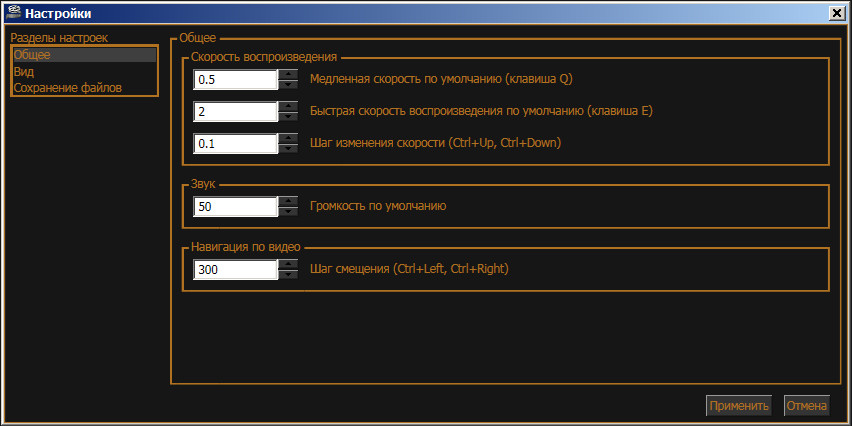 Настройки
Разделы настроек
Общее
Вид
Сохранение файлов
Общее
Скорость воспроизведения
0.5 Медленная скорость по умолчанию (клавиша Q)
2 Быстрая скорость воспроизведения по умолчанию (клавиша E)
0.1 Шаг изменения скорости (Ctrl+Up, Ctrl+Down)
Звук
50 Громкость по умолчанию
Навигация по видео
300 Шаг смещения (Ctrl+Left, Ctrl+Right)
Применить Отмена